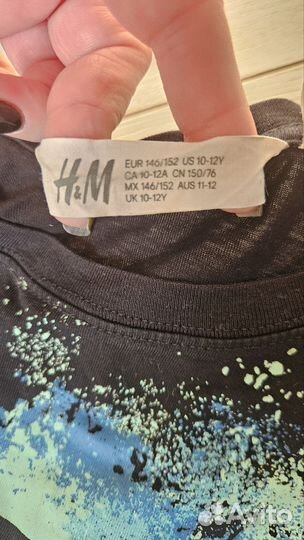 H&M
EUR 146/152 US 10-12Y
CA 10-12A CN 150/76
MX 146/152 AUS 11-12
UK 10-12Y
Avito